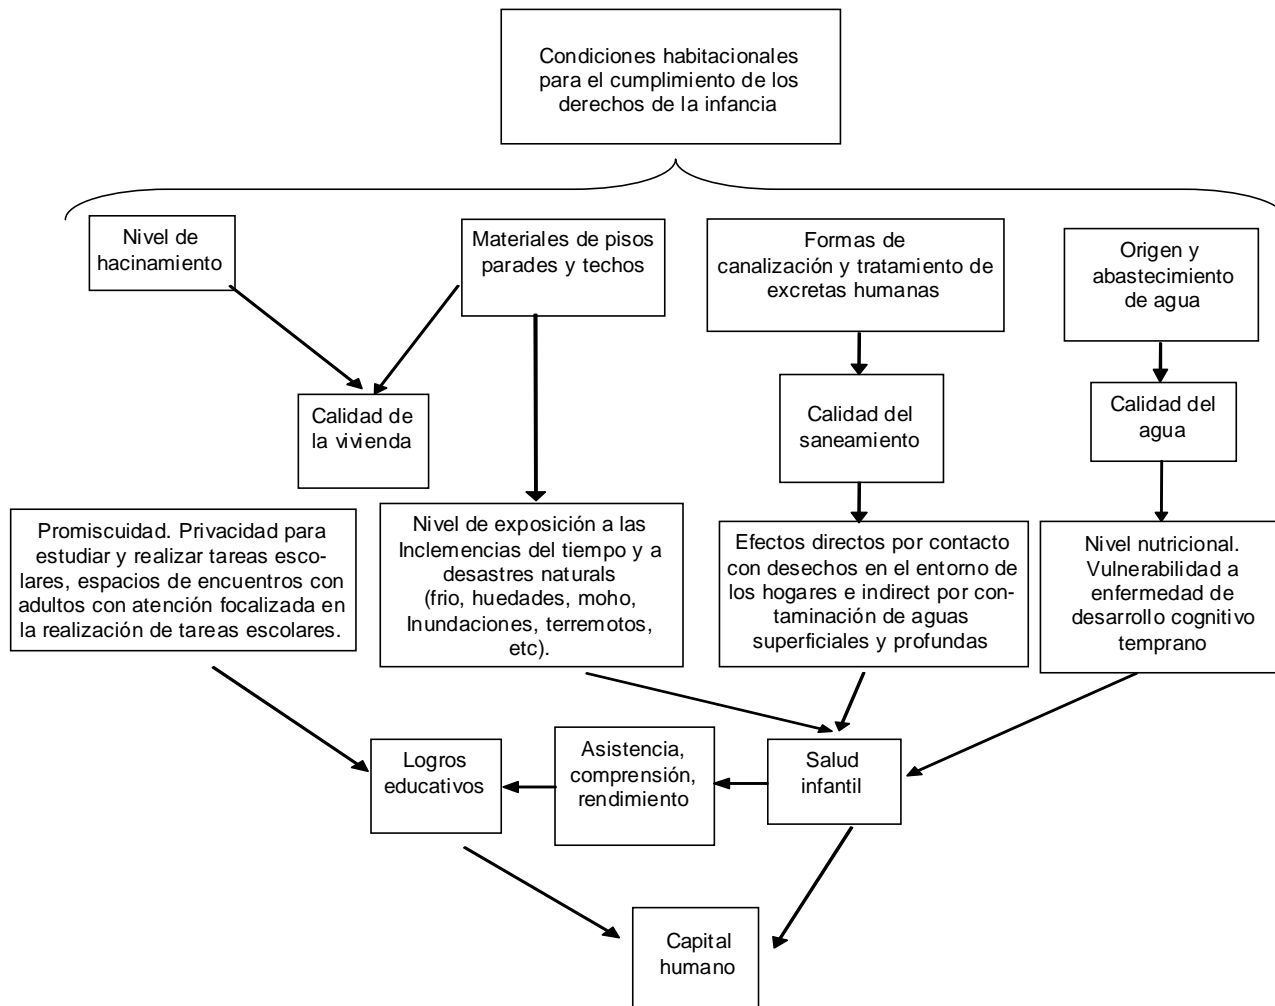 Condiciones habitacionales
para el cumplimiento de los
derechos de la infancia
Nivel de
hacinamiento
Materiales de pisos
parades y techos
Formas de
canalización y tratamiento de
excretas humanas
Origen y
abastecimiento
de agua
Calidad de
la vivienda
Calidad del
saneamiento
Calidad del
agua
Promiscuidad. Privacidad para
estudiar y realizar tareas esco-
lares, espacios de encuentros con
adultos con atención focalizada en
la realización de tareas escolares.
Nivel de exposición a las
Inclemencias del tiempo y a
desastres naturals
(frio, huedades, moho,
Inundaciones, terremotos,
etc).
Efectos directos por contacto
con desechos en el entorno de
los hogares e indirect por con-
taminación de aguas
superficiales y profundas
Nivel nutricional.
Vulnerabilidad a
enfermedad de
desarrollo cognitivo
temprano
Logros
educativos
Asistencia,
comprensión,
rendimiento
Salud
infantil
Capital
humano